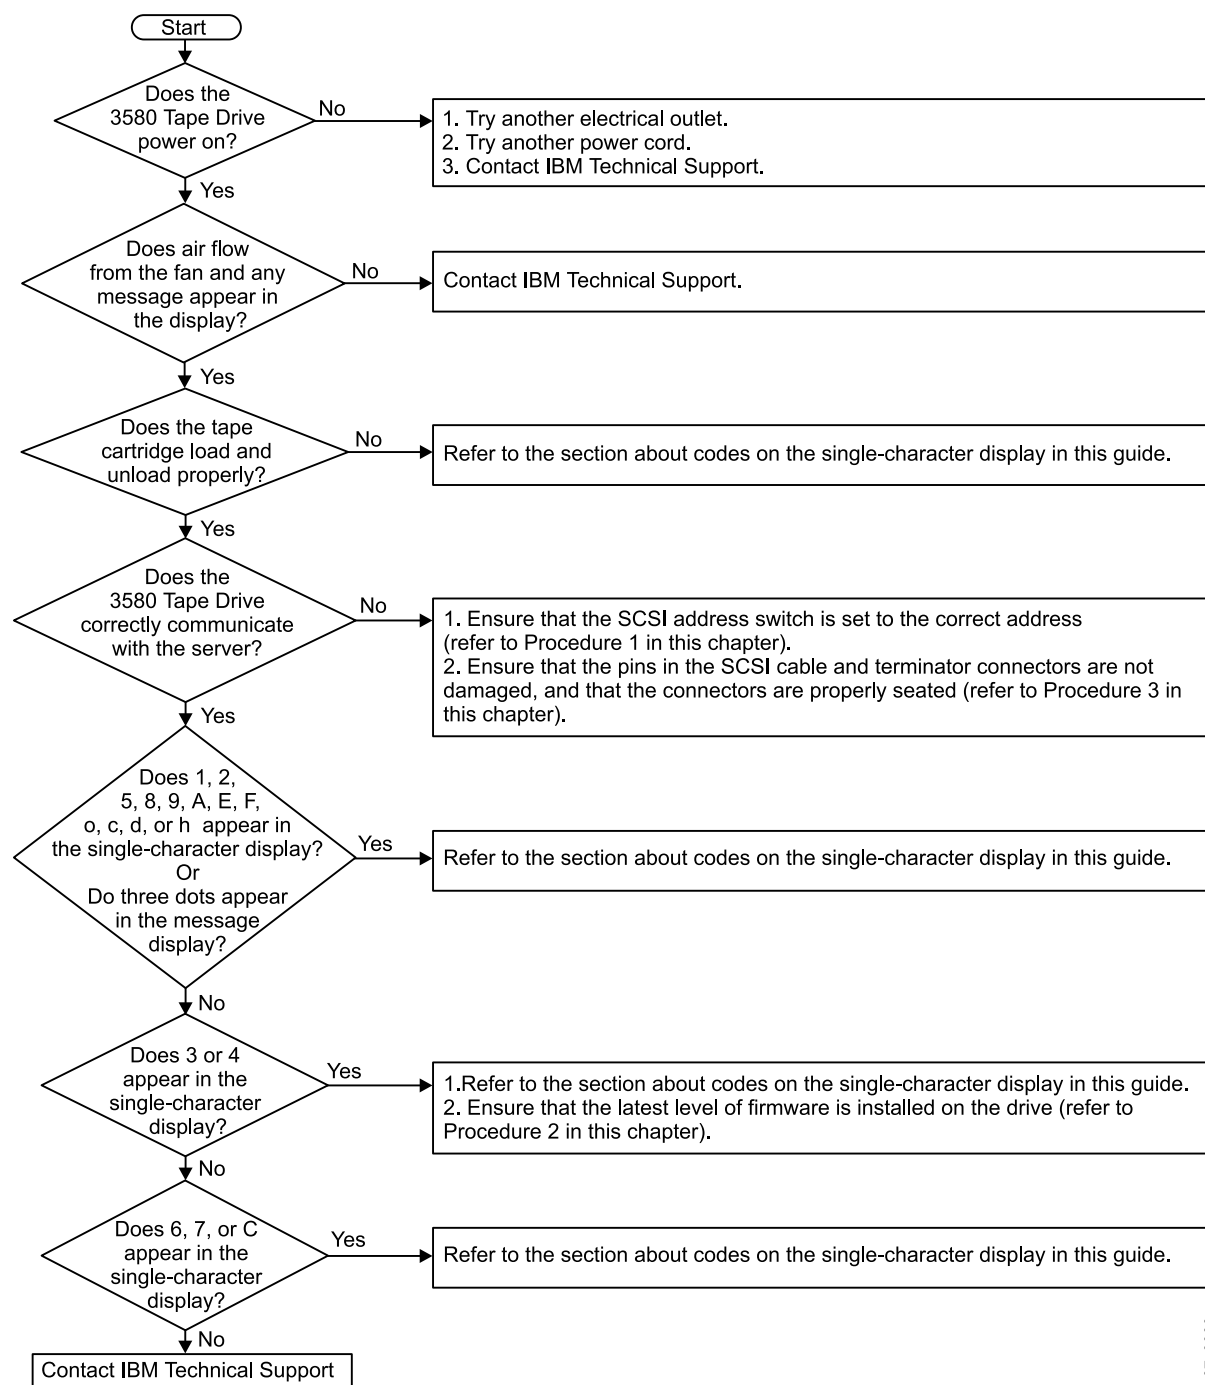 Start
Does the
3580 Tape Drive
power on?
No
1. Try another electrical outlet.
2. Try another power cord.
3. Contact IBM Technical Support.
Yes
Does air flow
from the fan and any
message appear in
the display?
No
Contact IBM Technical Support.
Yes
Does the tape
cartridge load and
unload properly?
No
Refer to the section about codes on the single-character display in this guide.
Yes
Does the
3580 Tape Drive
correctly communicate
with the server?
No
1. Ensure that the SCSI address switch is set to the correct address
(refer to Procedure 1 in this chapter).
2. Ensure that the pins in the SCSI cable and terminator connectors are not
damaged, and that the connectors are properly seated (refer to Procedure 3 in
this chapter).
Yes
Does 1, 2,
5, 8, 9, A, E, F,
o, c, d, or h appear in
the single-character display?
Or
Do three dots appear
in the message
display?
Yes
Refer to the section about codes on the single-character display in this guide.
No
Does 3 or 4
appear in the
single-character
display?
Yes
1.Refer to the section about codes on the single-character display in this guide.
2. Ensure that the latest level of firmware is installed on the drive (refer to
Procedure 2 in this chapter).
No
Does 6, 7, or C
appear in the
single-character
display?
Yes
Refer to the section about codes on the single-character display in this guide.
No
Contact IBM Technical Support